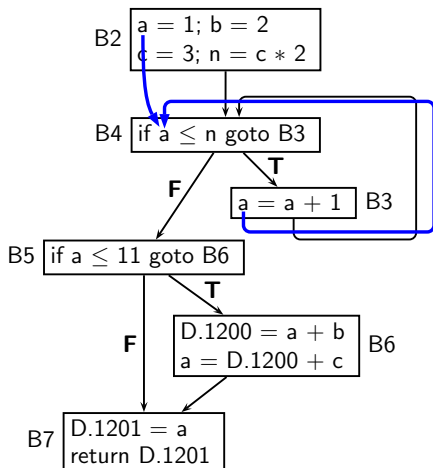 B2
a = 1; b = 2
c = 3; n = c * 2
B4
if a ≤ n goto B3
T
F
a = a + 1
B3
B5
if a ≤ 11 goto B6
T
F
D.1200 = a + b
a = D.1200 + c
B6
B7
D.1201 = a
return D.1201